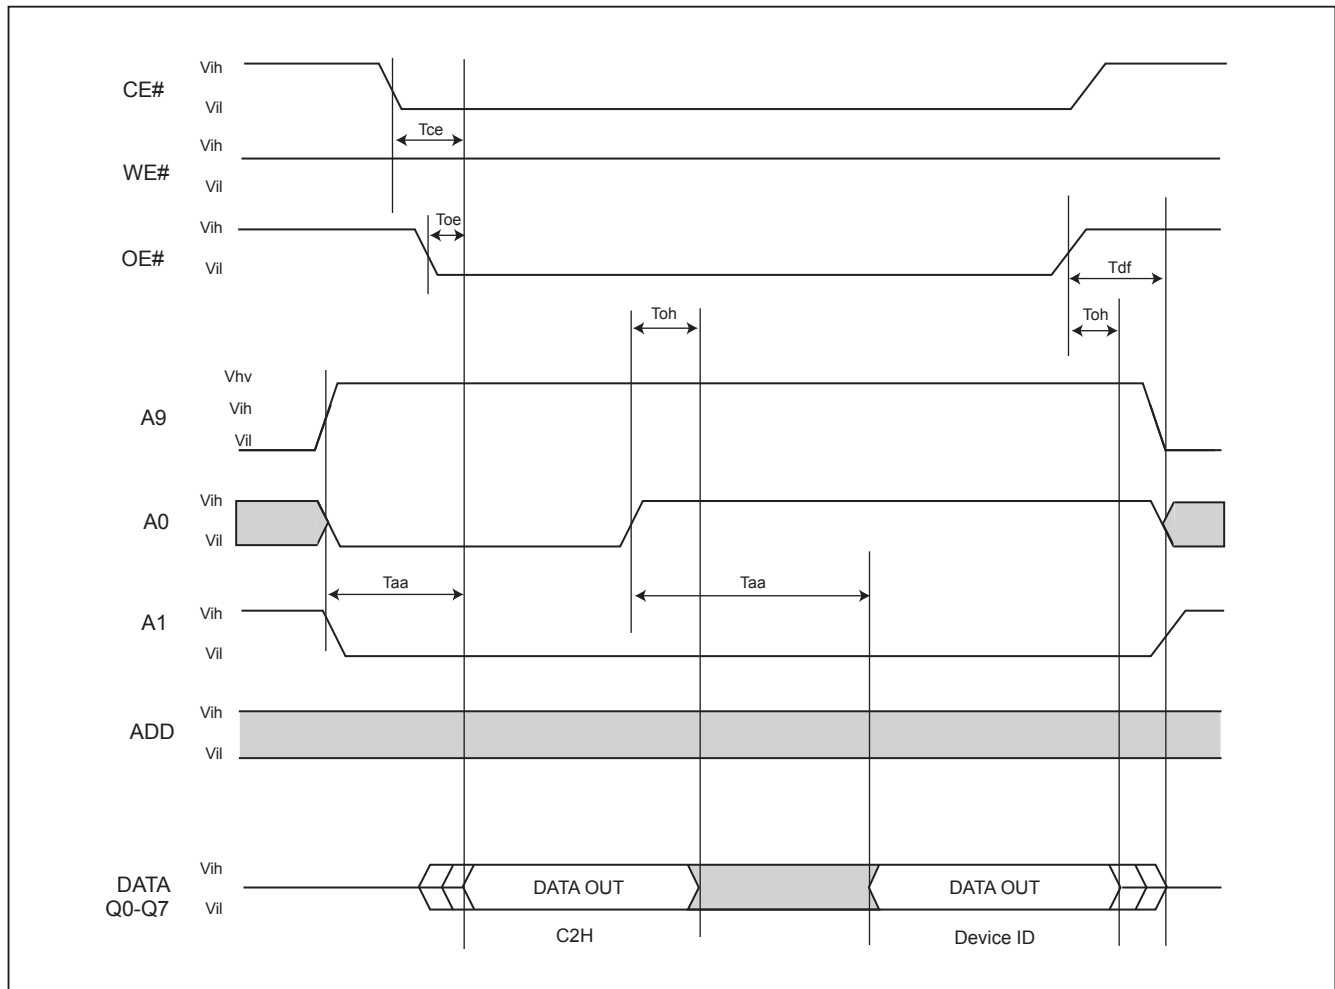 Vih
CE#
Vil
Tce
Vih
WE#
Vil
Toe
Vih
OE#
Vil
Tdf
Toh
Toh
Vhv
Vih
A9
Vil
Vih
A0
Vil
Taa
Taa
Vih
A1
Vil
Vih
ADD
Vil
Vih
DATA
Q0-Q7
Vil
DATA OUT
DATA OUT
C2H
Device ID